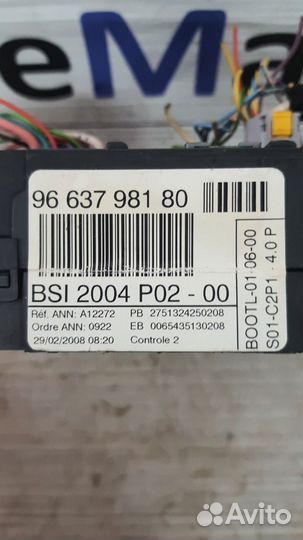 eMa
96 637 981 80
BSI 2004 P02 - 00
Réf. ANN: A12272 PB 2751324250208
Ordre ANN: 0922 EB 0065435130208
29/02/2008 08:20 Controle 2
BOOTL-01-06-00
S01-C2P1 - 4.0 P
Avito